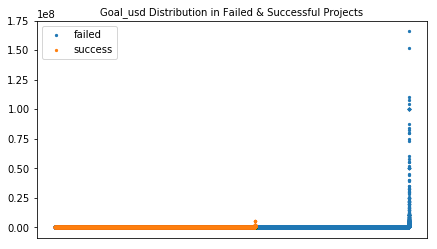 Goal_usd Distribution in Failed & Successful Projects
1e8
1.75
1.50
1.25
1.00
0.75
0.50
0.25
0.00
failed
success